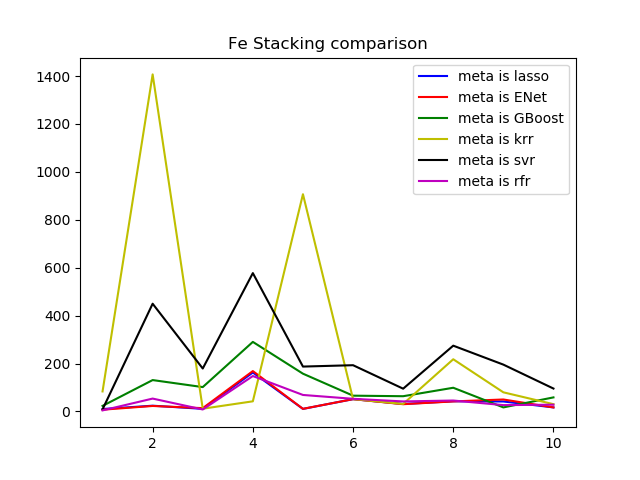 Fe Stacking comparison
meta is lasso
meta is ENet
meta is GBoost
meta is krr
meta is svr
meta is rfr
1400
1200
1000
800
600
400
200
0
2 4 6 8 10